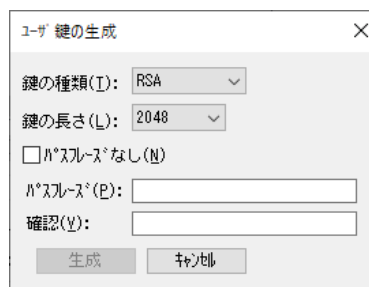 ﾕｰｻﾞ鍵の生成
鍵の種類(T): RSA
鍵の長さ(L): 2048
ﾊﾟｽﾌﾚｰｽﾞなし(N)
ﾊﾟｽﾌﾚｰｽﾞ(P):
確認(V):
生成 ｷｬﾝｾﾙ